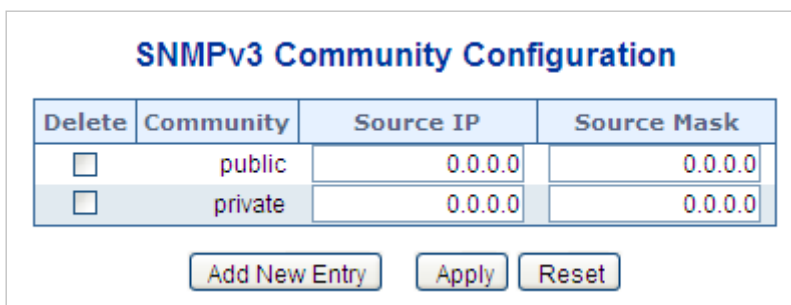 SNMPv3 Community Configuration
Delete Community Source IP Source Mask
public 0.0.0.0 0.0.0.0
private 0.0.0.0 0.0.0.0
Add New Entry Apply Reset